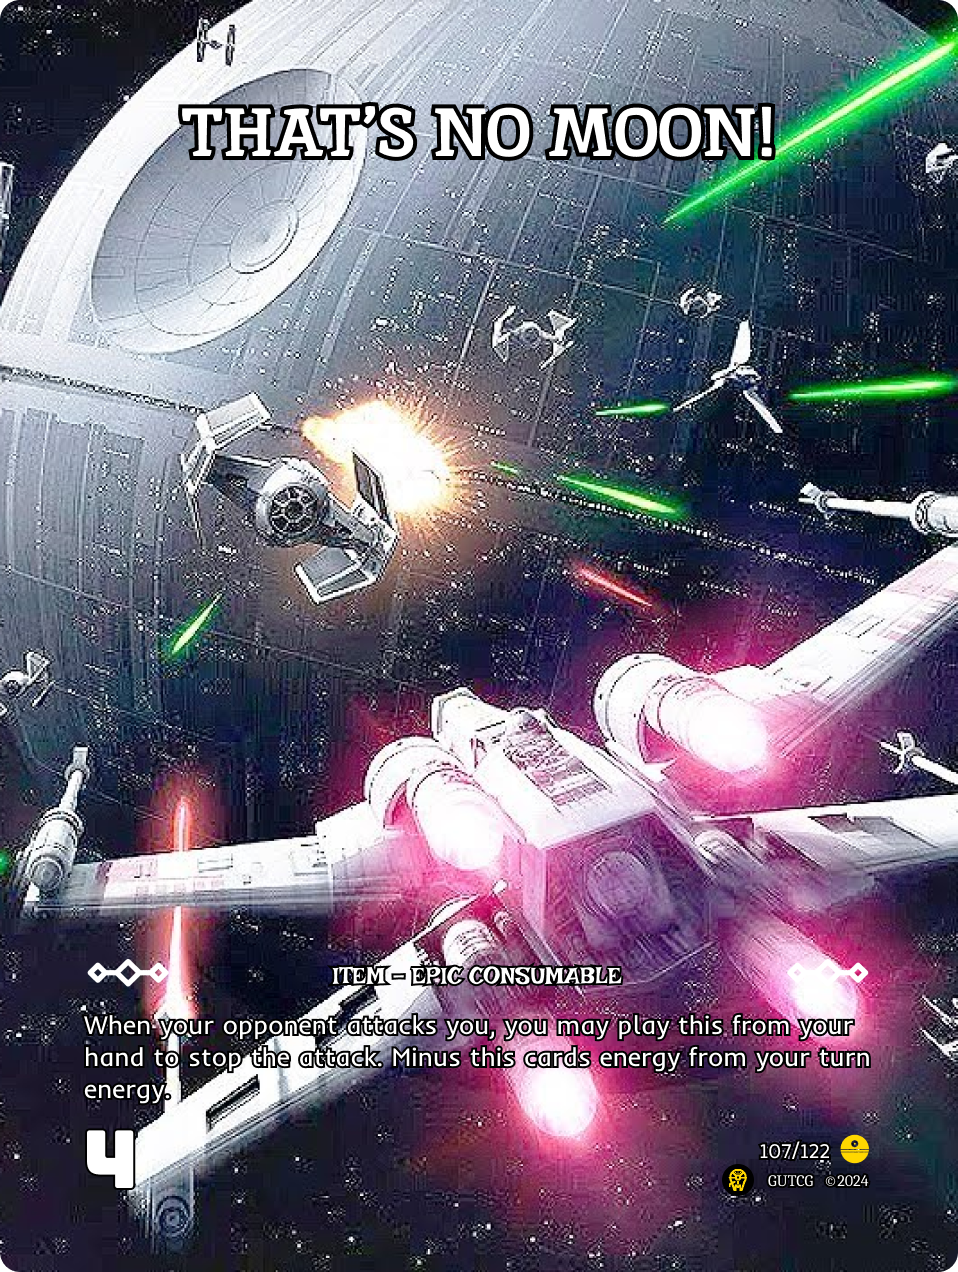 THAT'S NO MOON!
ITEM - EPIC CONSUMABLE
When your opponent attacks you, you may play this from your
hand to stop the attack. Minus this cards energy from your turn
energy.
4
107/122
GUTCG ©2024